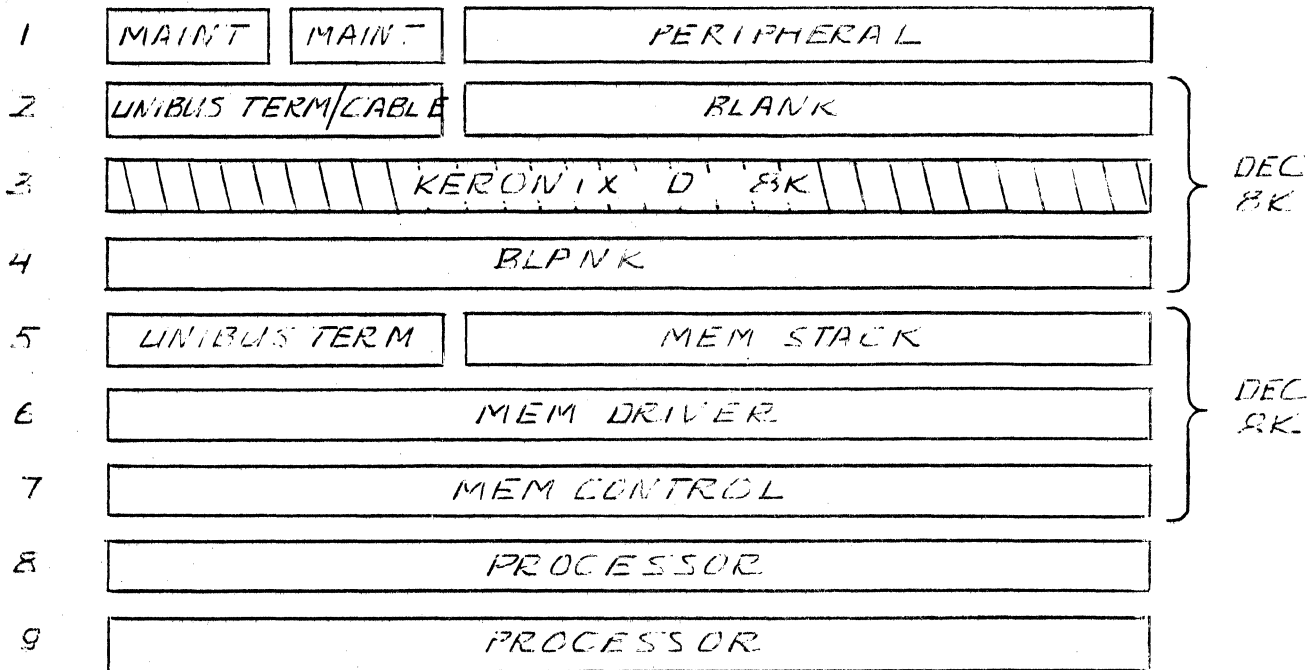 1 MAINT MAINT PERIPHERAL
2 UNIBUS TERM/CABLE BLANK
3 KERONIX D 8K
DEC
8K
4 BLANK
5 UNIBUS TERM MEM STACK
6 MEM DRIVER
DEC
8K
7 MEM CONTROL
8 PROCESSOR
9 PROCESSOR